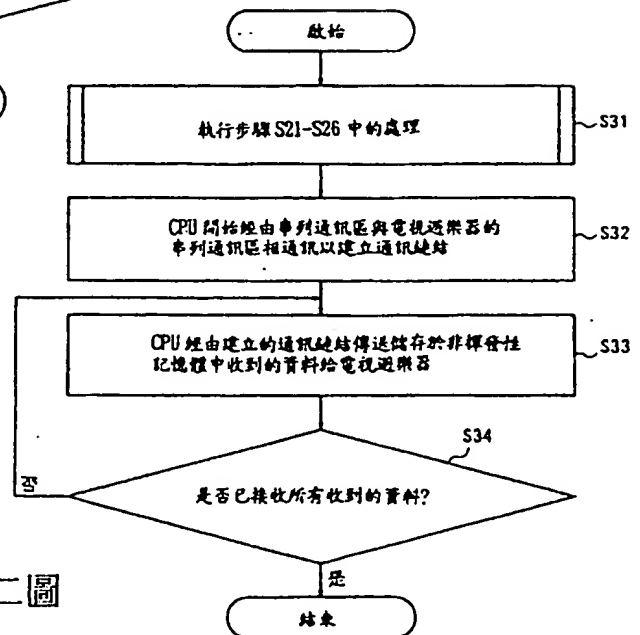 啟始
執行步驟S21-S26中的處理
S31
CPU開始經由串列通訊區與電視遊樂器的
串列通訊區相通訊以建立通訊鏈結
S32
CPU經由建立的通訊鏈結傳送儲存於非揮發性
記憶體中收到的資料給電視遊樂器
S33
S34
是否已接收所有收到的資料?
否
是
二圖
結束